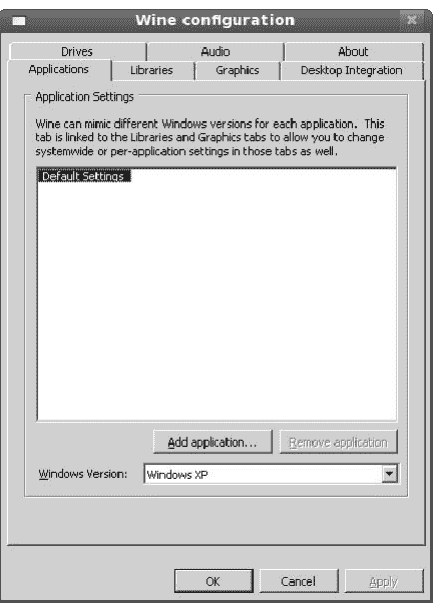 Wine configuration
Drives Audio About
Applications Libraries Graphics Desktop Integration
Application Settings
Wine can mimic different Windows versions for each application. This
tab is linked to the Libraries and Graphics tabs to allow you to change
systemwide or per-application settings in those tabs as well.
Default Settings
Add application... Remove application
Windows Version: Windows XP
OK Cancel Apply